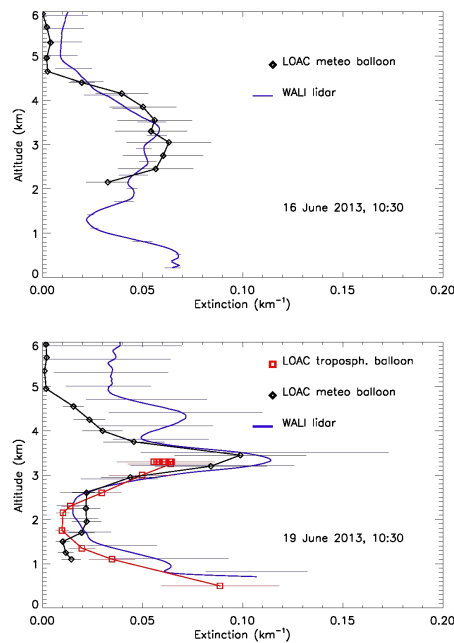 6
5
4
3
2
1
0
Altitude (km)
LOAC meteo balloon
WALI lidar
16 June 2013, 10:30
0.00 0.05 0.10 0.15 0.20
Extinction (km⁻¹)
6
5
4
3
2
1
0
Altitude (km)
LOAC troposph. balloon
LOAC meteo balloon
WALI lidar
19 June 2013, 10:30
0.00 0.05 0.10 0.15 0.20
Extinction (km⁻¹)